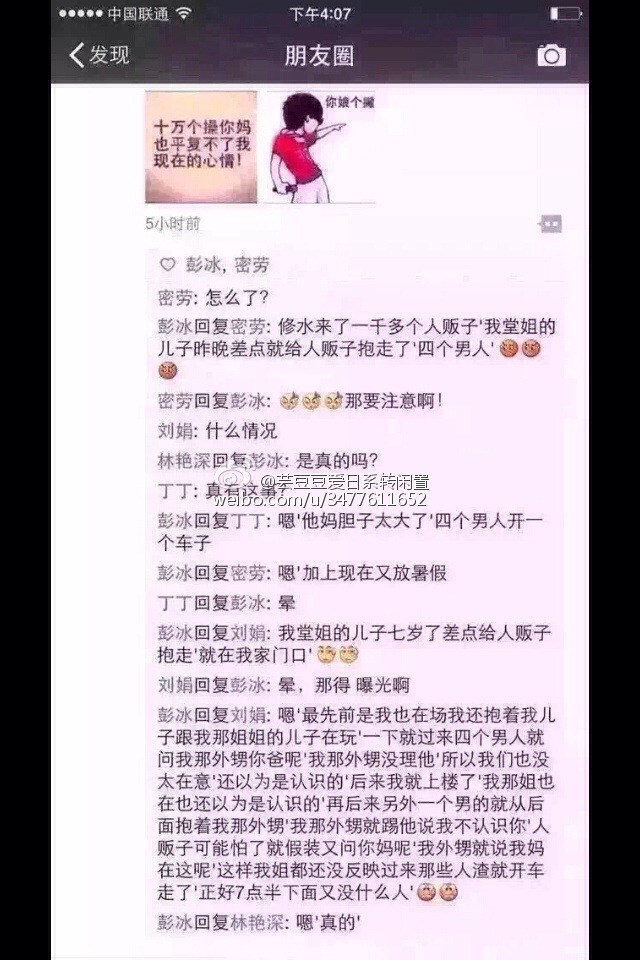 中国联通
下午4:07
发现
朋友圈
十万个操你妈
也平复不了我
现在的心情!
你娘个撇
5小时前
彭冰, 密劳
密劳: 怎么了?
彭冰回复密劳: 修水来了一千多个人贩子'我堂姐的
儿子昨晚差点就给人贩子抱走了'四个男人'
密劳回复彭冰: 那要注意啊!
刘娟: 什么情况
林艳深回复彭冰: 是真的吗?
@芸豆豆爱日系转闲置
丁丁: 真有这事?
weibo.com/u/3477611652
彭冰回复丁丁: 嗯'他妈胆子太大了'四个男人开一
个车子
彭冰回复密劳: 嗯'加上现在又放暑假
丁丁回复彭冰: 晕
彭冰回复刘娟: 我堂姐的儿子七岁了差点给人贩子
抱走'就在我家门口'
刘娟回复彭冰: 晕，那得 曝光啊
彭冰回复刘娟: 嗯'最先前是我也在场我还抱着我儿
子跟我那姐姐的儿子在玩'一下就过来四个男人就
问我那外甥你爸呢'我那外甥没理他'所以我们也没
太在意'还以为是认识的'后来我就上楼了'我那姐也
在也还以为是认识的'再后来另外一个男的就从后
面抱着我那外甥'我那外甥就踢他说我不认识你'人
贩子可能怕了就假装又问你妈呢'我外甥就说我妈
在这呢'这样我姐都还没反映过来那些人渣就开车
走了'正好7点半下面又没什么人'
彭冰回复林艳深: 嗯'真的'